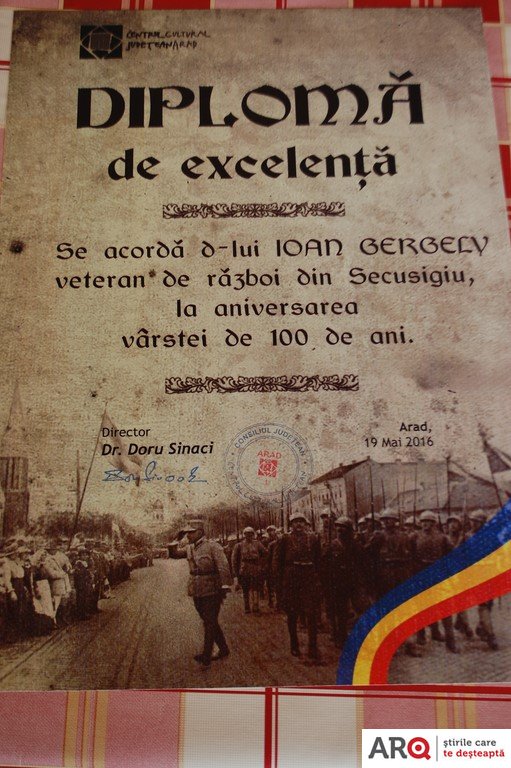 CENTRUL CULTURAL
JUDEȚEAN ARAD
DIPLOMĂ
de excelență
Se acordă d-lui IOAN GERGELY
veteran de război din Secusigiu,
la aniversarea
vârstei de 100 de ani.
Director
Dr. Doru Sinaci
Arad,
19 Mai 2016
CONSILIUL JUDEȚEAN
ARAD
ARQ
știrile care
te deșteaptă